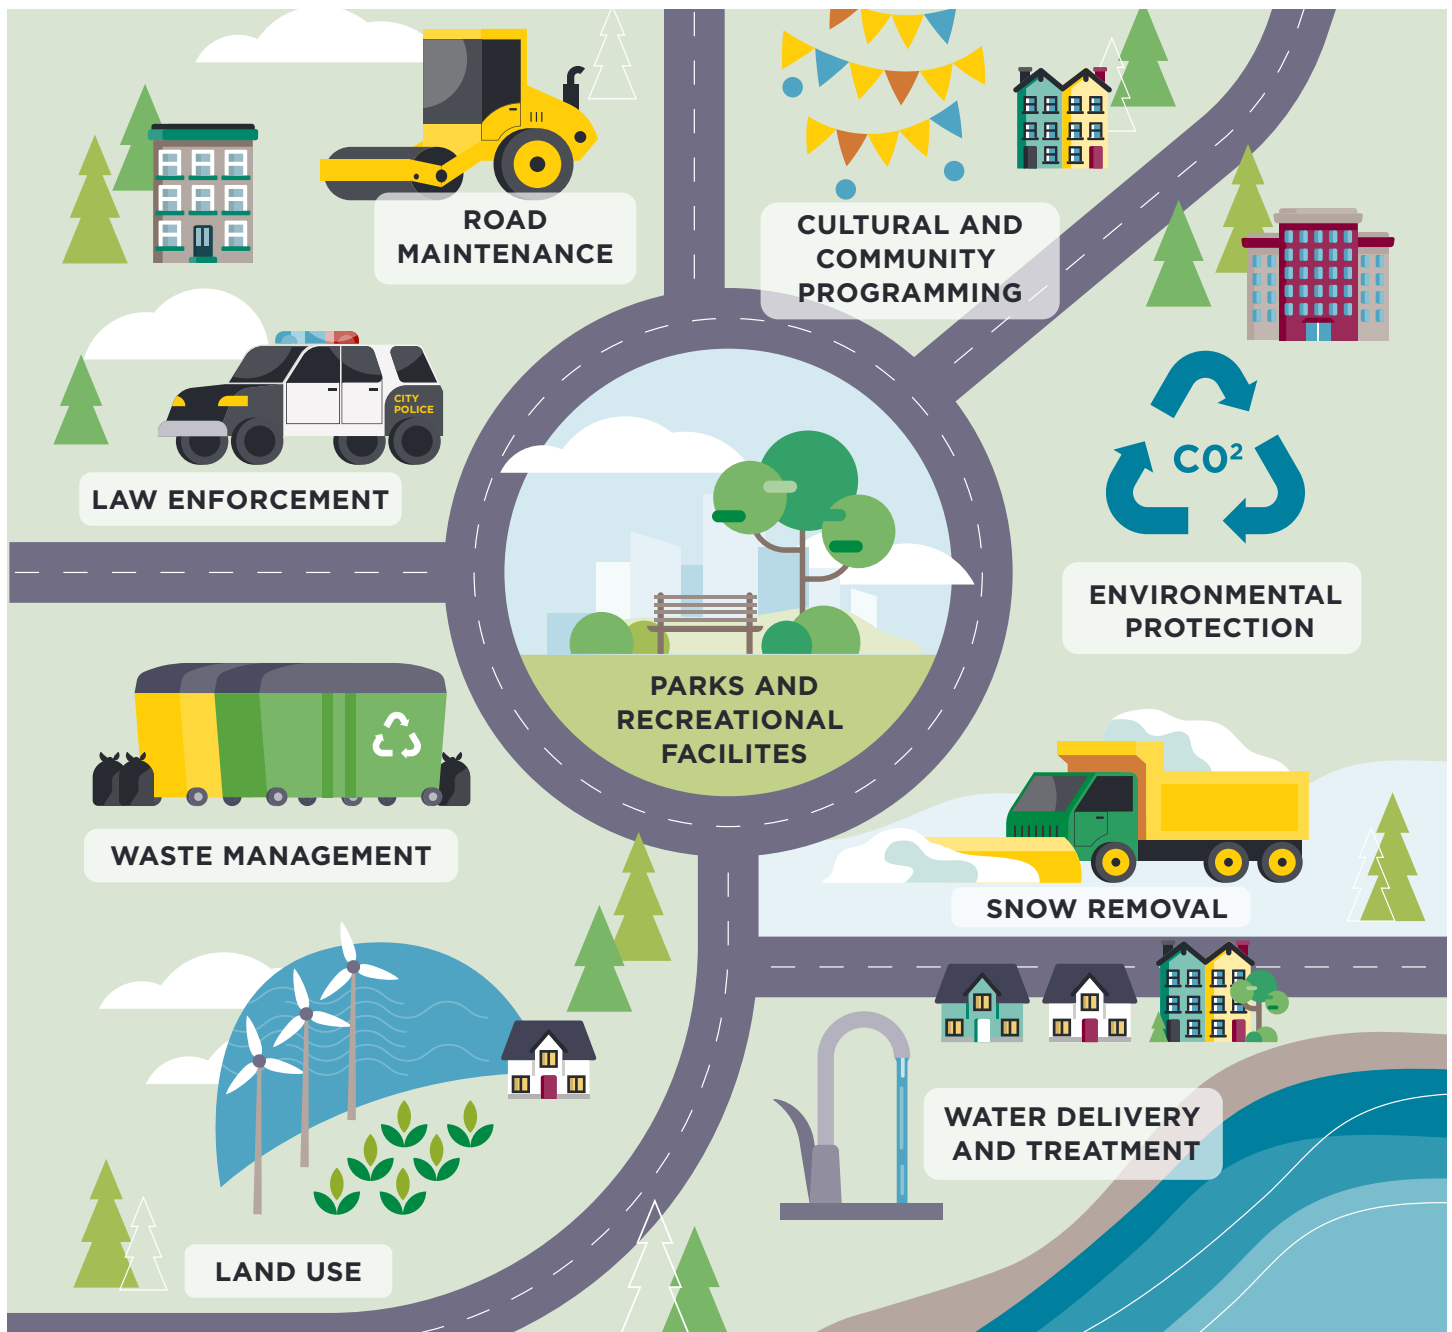 ROAD
MAINTENANCE
CULTURAL AND
COMMUNITY
PROGRAMMING
CITY
POLICE
LAW ENFORCEMENT
CO²
ENVIRONMENTAL
PROTECTION
PARKS AND
RECREATIONAL
FACILITES
WASTE MANAGEMENT
SNOW REMOVAL
WATER DELIVERY
AND TREATMENT
LAND USE